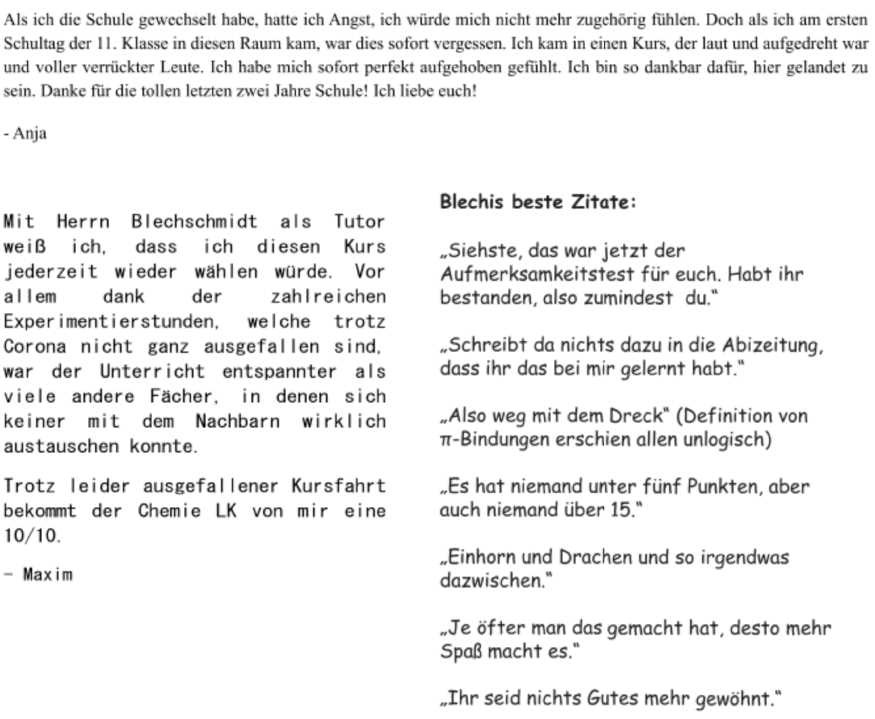 Als ich die Schule gewechselt habe, hatte ich Angst, ich würde mich nicht mehr zugehörig fühlen. Doch als ich am ersten
Schultag der 11. Klasse in diesen Raum kam, war dies sofort vergessen. Ich kam in einen Kurs, der laut und aufgedreht war
und voller verrückter Leute. Ich habe mich sofort perfekt aufgehoben gefühlt. Ich bin so dankbar dafür, hier gelandet zu
sein. Danke für die tollen letzten zwei Jahre Schule! Ich liebe euch!
- Anja
Mit Herrn Blechschmidt als Tutor
weiß ich, dass ich diesen Kurs
jederzeit wieder wählen würde. Vor
allem dank der zahlreichen
Experimentierstunden, welche trotz
Corona nicht ganz ausgefallen sind,
war der Unterricht entspannter als
viele andere Fächer, in denen sich
keiner mit dem Nachbarn wirklich
austauschen konnte.
Trotz leider ausgefallener Kursfahrt
bekommt der Chemie LK von mir eine
10/10.
- Maxim
Blechis beste Zitate:
„Siehste, das war jetzt der
Aufmerksamkeitstest für euch. Habt ihr
bestanden, also zumindest du.“
„Schreibt da nichts dazu in die Abizeitung,
dass ihr das bei mir gelernt habt.“
„Also weg mit dem Dreck“ (Definition von
π-Bindungen erschien allen unlogisch)
„Es hat niemand unter fünf Punkten, aber
auch niemand über 15.“
„Einhorn und Drachen und so irgendwas
dazwischen.“
„Je öfter man das gemacht hat, desto mehr
Spaß macht es.“
„Ihr seid nichts Gutes mehr gewöhnt.“